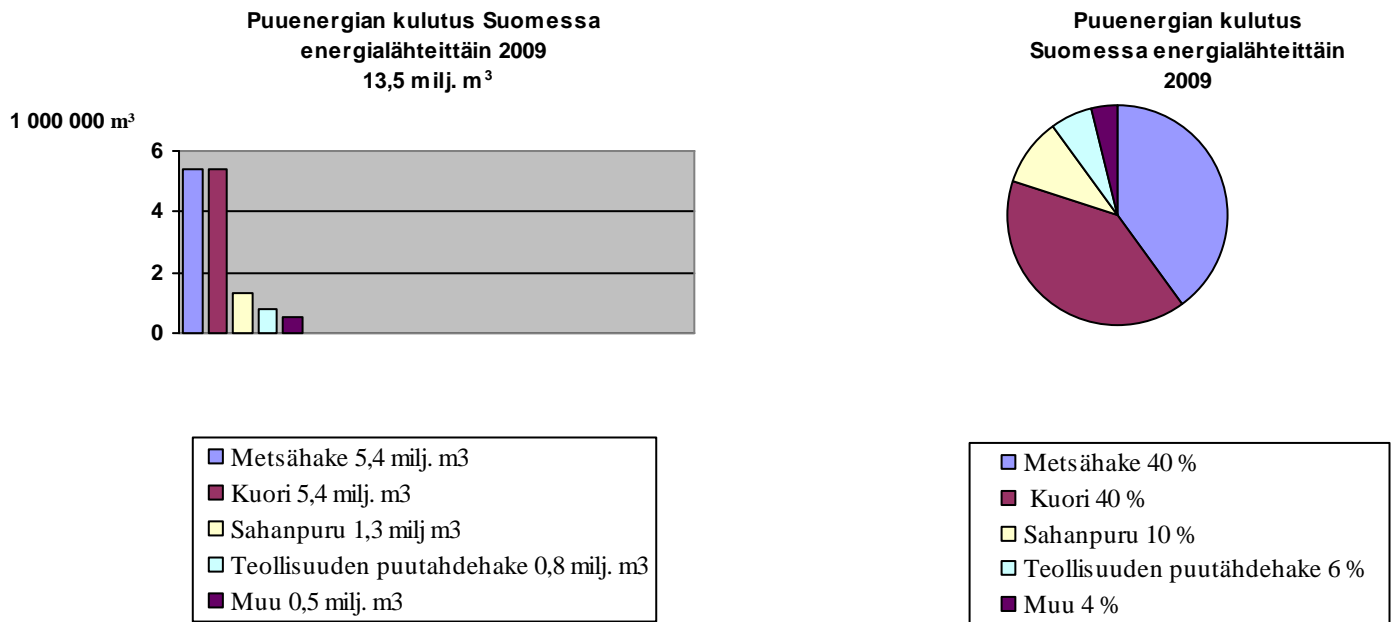 Puuenergian kulutus Suomessa
energialähteittäin 2009
13,5 milj. m³
1 000 000 m³
6
4
2
0
Metsähake 5,4 milj. m3
Kuori 5,4 milj. m3
Sahanpuru 1,3 milj m3
Teollisuuden puutahdehake 0,8 milj. m3
Muu 0,5 milj. m3
Puuenergian kulutus
Suomessa energialähteittäin
2009
Metsähake 40 %
Kuori 40 %
Sahanpuru 10 %
Teollisuuden puutähdehake 6 %
Muu 4 %